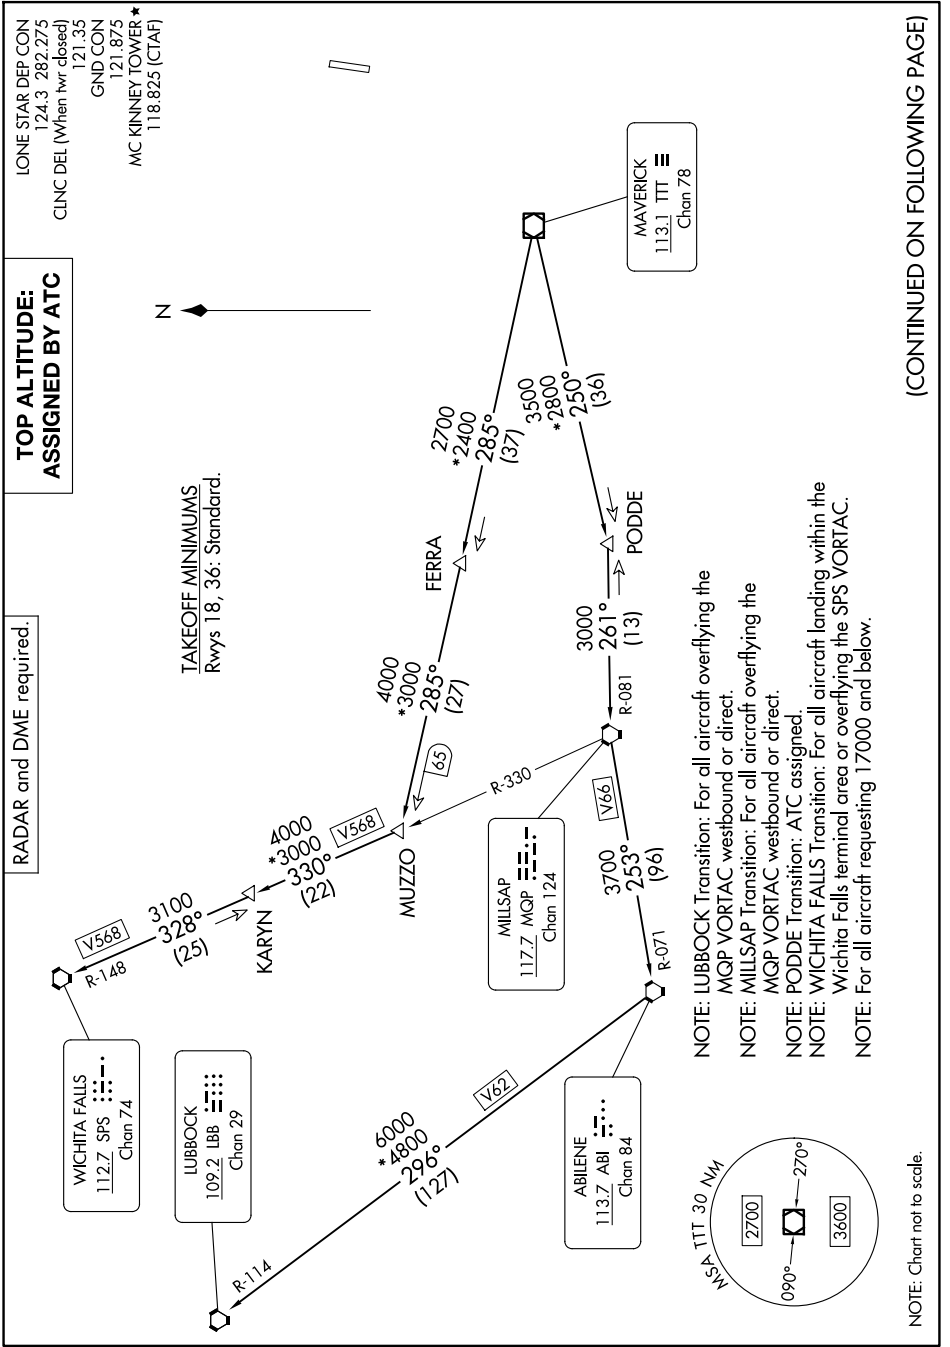 RADAR and DME required.
TOP ALTITUDE:
ASSIGNED BY ATC
LONE STAR DEP CON
124.3 282.275
CLNC DEL (When twr closed)
121.35
GND CON
121.875
MC KINNEY TOWER ★
118.825 (CTAF)
TAKEOFF MINIMUMS
Rwys 18, 36: Standard.
N
WICHITA FALLS
112.7 SPS
Chan 74
V568
R-148
3100
328°
(25)
KARYN
4000
*3000
330°
(22)
V568
MUZZO
LUBBOCK
109.2 LBB
Chan 29
R-114
6000
*4800
296°
(127)
V62
65
4000
*3000
285°
(27)
FERRA
2700
*2400
285°
(37)
3500
*2800
250°
(36)
MAVERICK
113.1 TTT
Chan 78
PODDE
3000
261°
(13)
R-081
R-330
MILLSAP
117.7 MQP
Chan 124
V66
3700
253°
(96)
R-071
ABILENE
113.7 ABI
Chan 84
MSA TTT 30 NM
2700
090°
270°
3600
NOTE: LUBBOCK Transition: For all aircraft overflying the
MQP VORTAC westbound or direct.
NOTE: MILLSAP Transition: For all aircraft overflying the
MQP VORTAC westbound or direct.
NOTE: PODDE Transition: ATC assigned.
NOTE: WICHITA FALLS Transition: For all aircraft landing within the
Wichita Falls terminal area or overflying the SPS VORTAC.
NOTE: For all aircraft requesting 17000 and below.
NOTE: Chart not to scale.
(CONTINUED ON FOLLOWING PAGE)